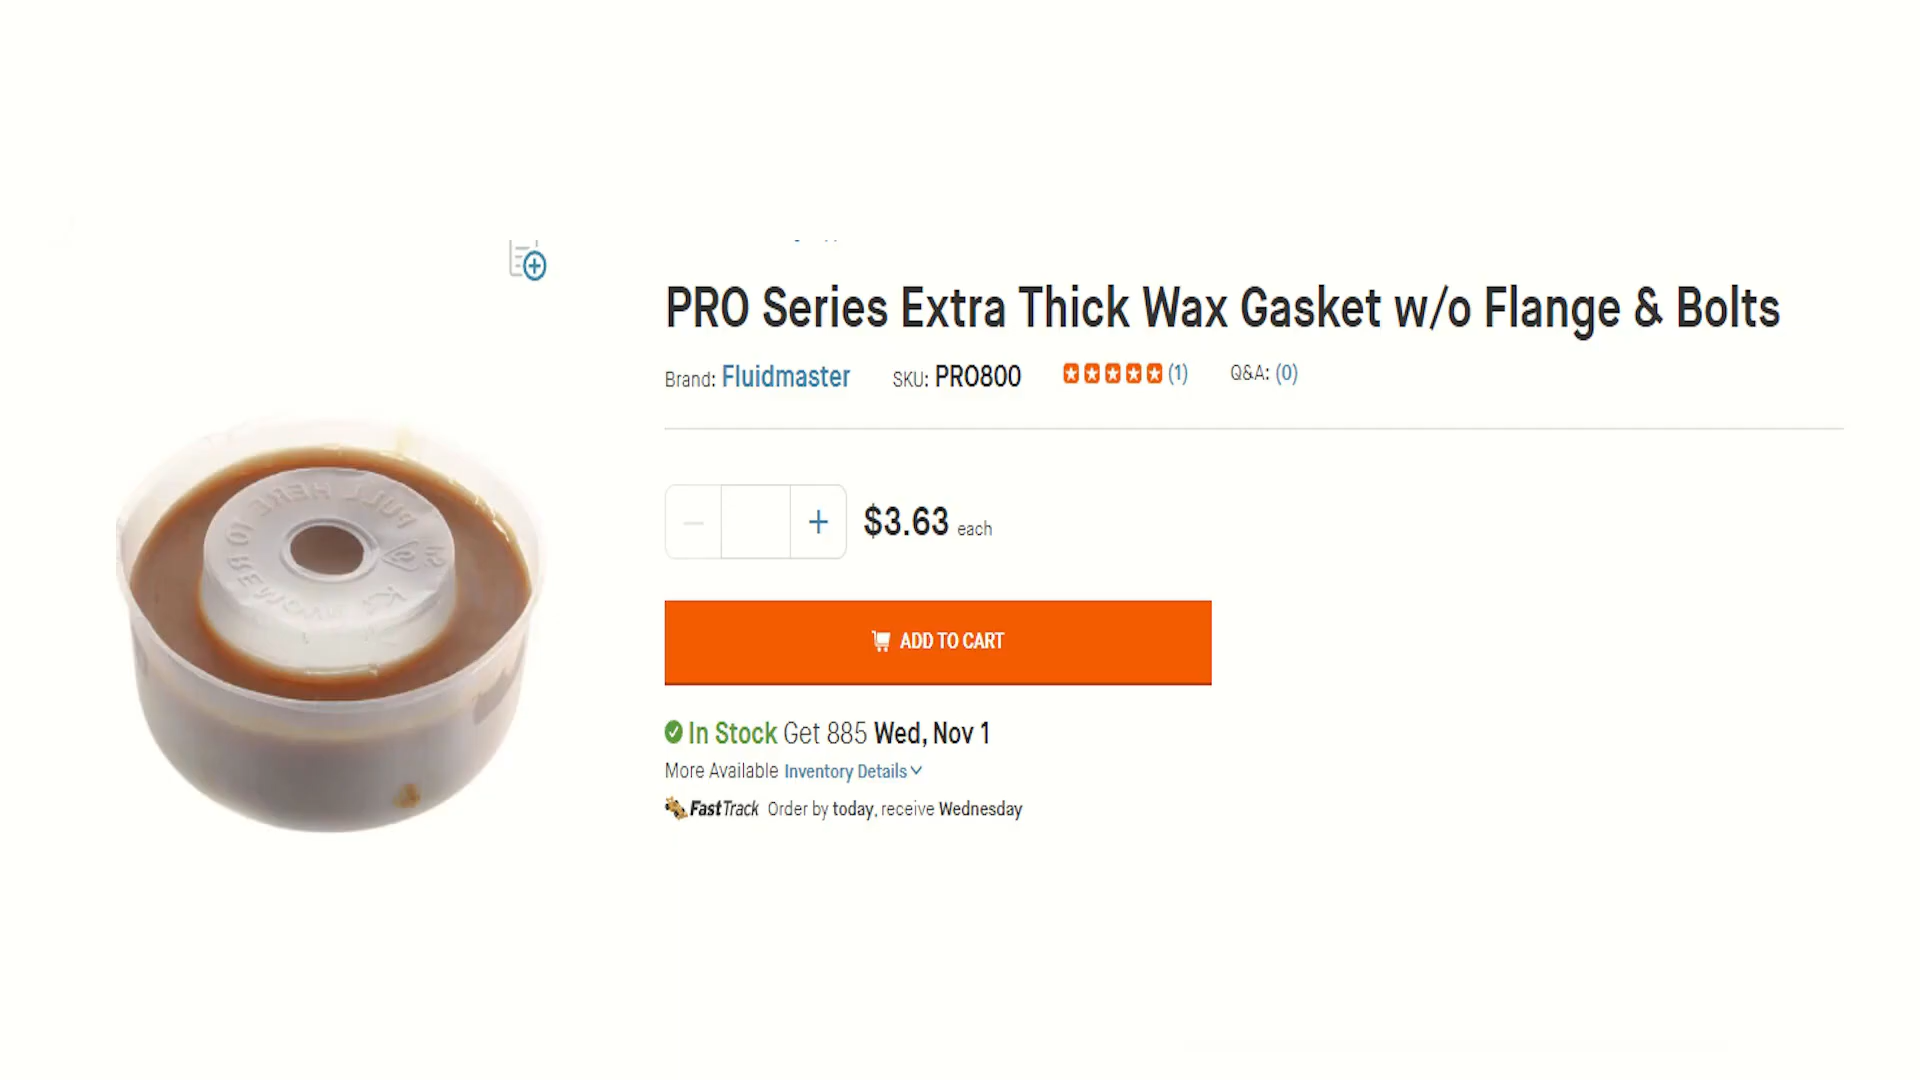 PRO Series Extra Thick Wax Gasket w/o Flange & Bolts
Brand: Fluidmaster SKU: PRO800 (1) Q&A: (0)
$3.63 each
ADD TO CART
In Stock Get 885 Wed, Nov 1
More Available Inventory Details
FastTrack Order by today, receive Wednesday
PULL HERE TO REMOVE